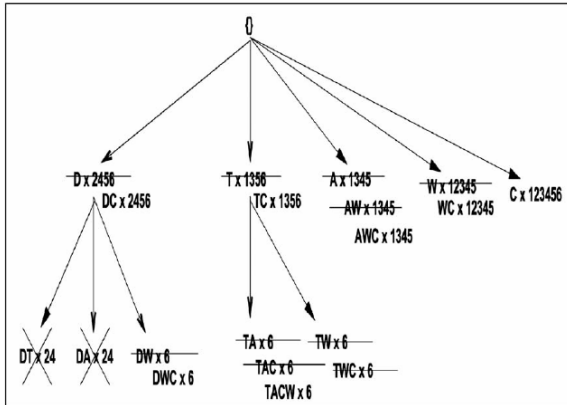 {}
D x 2456
DC x 2456
T x 1356
TC x 1356
A x 1345
AW x 1345
AWC x 1345
W x 12345
WC x 12345
C x 123456
DT x 24
DA x 24
DW x 6
DWC x 6
TA x 6
TAC x 6
TACW x 6
TW x 6
TWC x 6